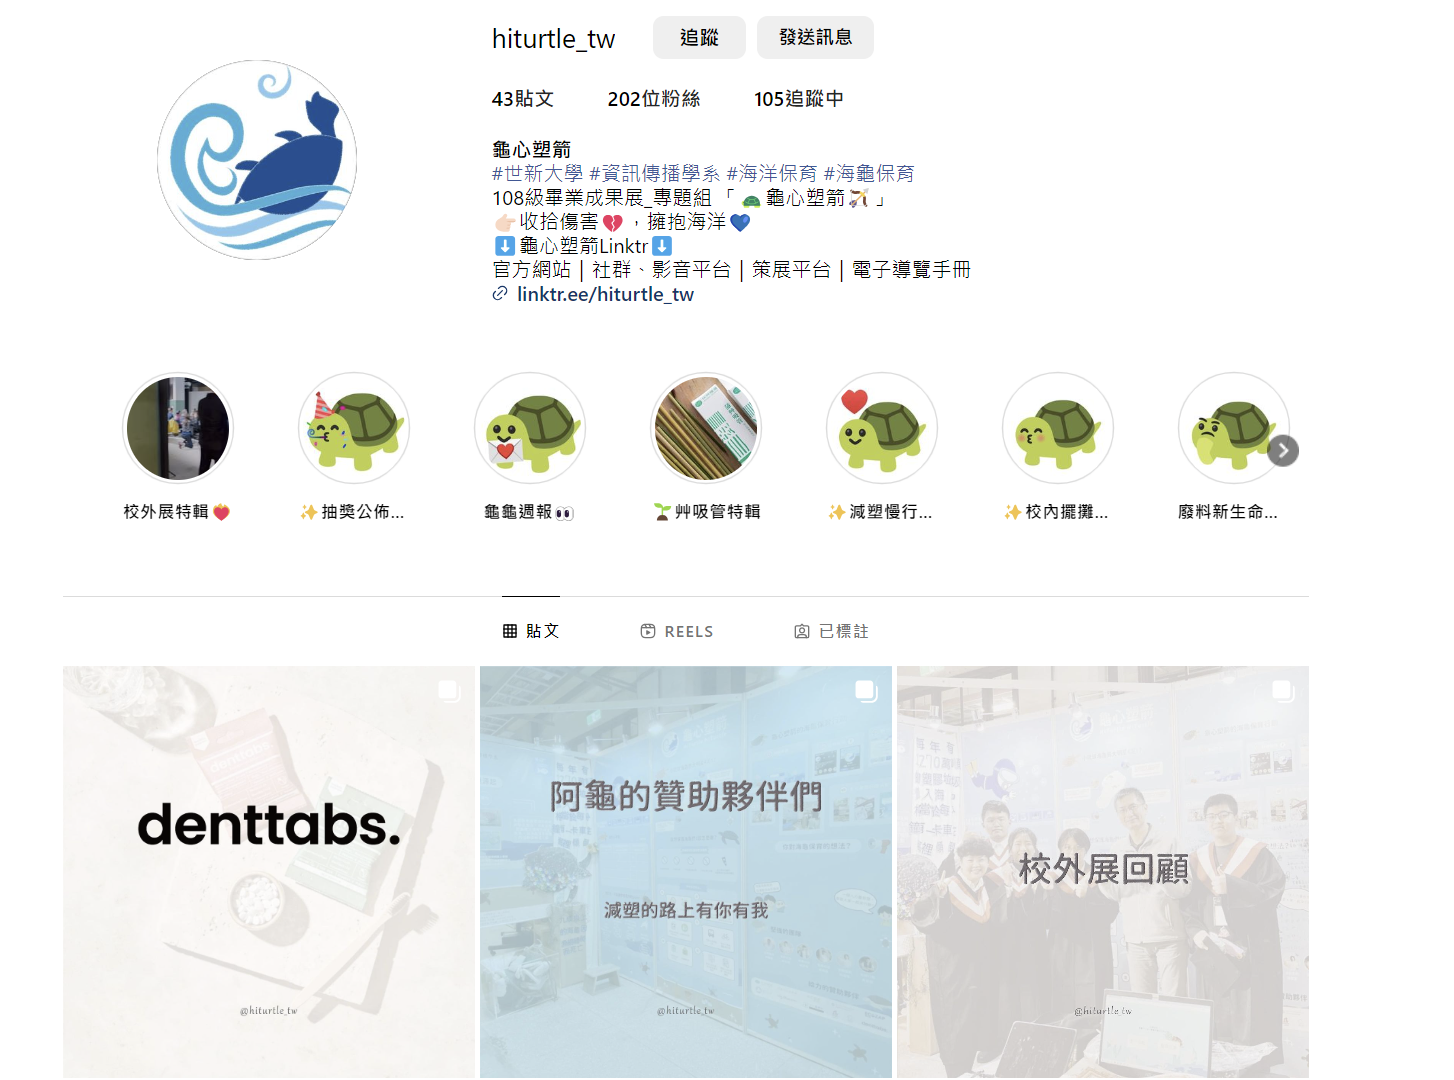 hiturtle_tw
追蹤
發送訊息
43貼文
202位粉絲
105追蹤中
龜心塑箭
#世新大學 #資訊傳播學系 #海洋保育 #海龜保育
108級畢業成果展_專題組「🐢龜心塑箭🏹」
👉🏻收拾傷害💔，擁抱海洋💙
⬇️龜心塑箭Linktr⬇️
官方網站 | 社群、影音平台 | 策展平台 | 電子導覽手冊
linktr.ee/hiturtle_tw
校外展特輯❤️‍🔥
✨抽獎公佈...
龜龜週報👀
🌱艸吸管特輯
✨減塑慢行...
✨校內擺攤...
廢料新生命...
貼文
REELS
已標註
denttabs.
@hiturtle_tw
阿龜的贊助夥伴們
減塑的路上有你有我
@hiturtle_tw
校外展回顧
@hiturtle_tw